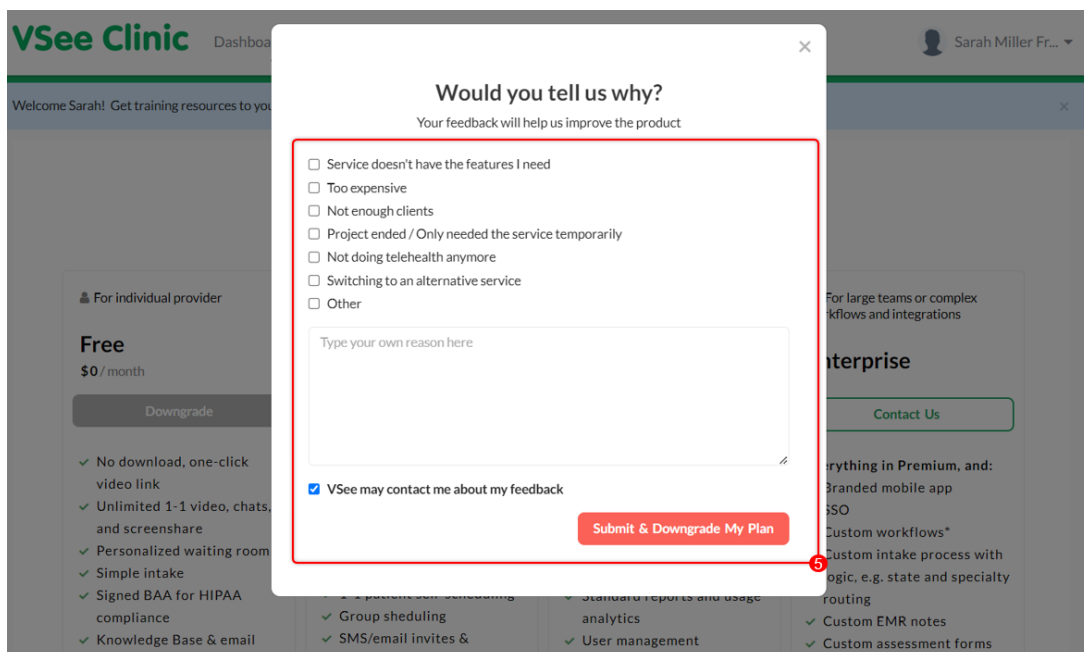 VSee Clinic
Dashboa
Sarah Miller Fr...
Welcome Sarah! Get training resources to you
Would you tell us why?
Your feedback will help us improve the product
Service doesn't have the features I need
Too expensive
Not enough clients
Project ended / Only needed the service temporarily
Not doing telehealth anymore
Switching to an alternative service
Other
Type your own reason here
VSee may contact me about my feedback
Submit & Downgrade My Plan
5
For individual provider
Free
$0/ month
Downgrade
No download, one-click
video link
Unlimited 1-1 video, chats,
and screenshare
Personalized waiting room
Simple intake
Signed BAA for HIPAA
compliance
Knowledge Base & email
1-1 patient self-scheduling
Group sheduling
SMS/email invites &
Standard reports and usage
analytics
User management
For large teams or complex
rkflows and integrations
nterprise
Contact Us
erything in Premium, and:
Branded mobile app
SSO
Custom workflows*
Custom intake process with
logic, e.g. state and specialty
routing
Custom EMR notes
Custom assessment forms